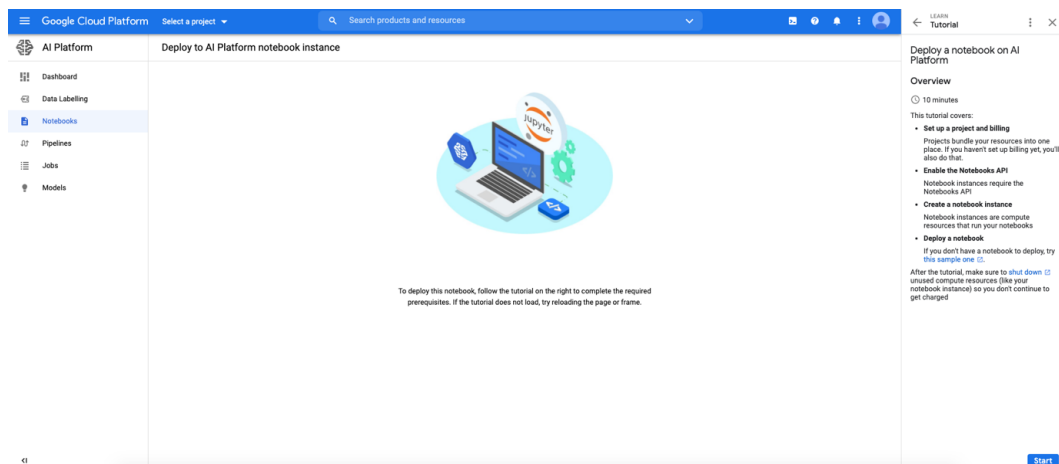 Google Cloud Platform
Select a project
Search products and resources
AI Platform
Dashboard
Data Labelling
Notebooks
Pipelines
Jobs
Models
Deploy to AI Platform notebook instance
jupyter
To deploy this notebook, follow the tutorial on the right to complete the required
prerequisites. If the tutorial does not load, try reloading the page or frame.
LEARN
Tutorial
Deploy a notebook on AI
Platform
Overview
10 minutes
This tutorial covers:
• Set up a project and billing
Projects bundle your resources into one
place. If you haven't set up billing yet, you'll
also do that.
• Enable the Notebooks API
Notebook instances require the
Notebooks API
• Create a notebook instance
Notebook instances are compute
resources that run your notebooks
• Deploy a notebook
If you don't have a notebook to deploy, try
this sample one.
After the tutorial, make sure to shut down
unused compute resources (like your
notebook instance) so you don't continue to
get charged
Start